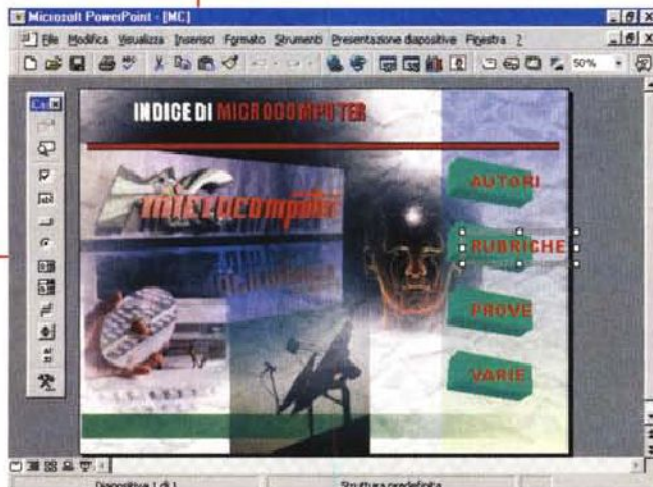 Microsoft PowerPoint - [MC]
File Modifica Visualizza Inserisci Formato Strumenti Presentazione diapositive Finestra ?
50%
INDICE DI MICROCOMPUTER
AUTORI
microcomputer
RUBRICHE
PROVE
VARIE
Diapositiva 1 di 1
Struttura predefinita